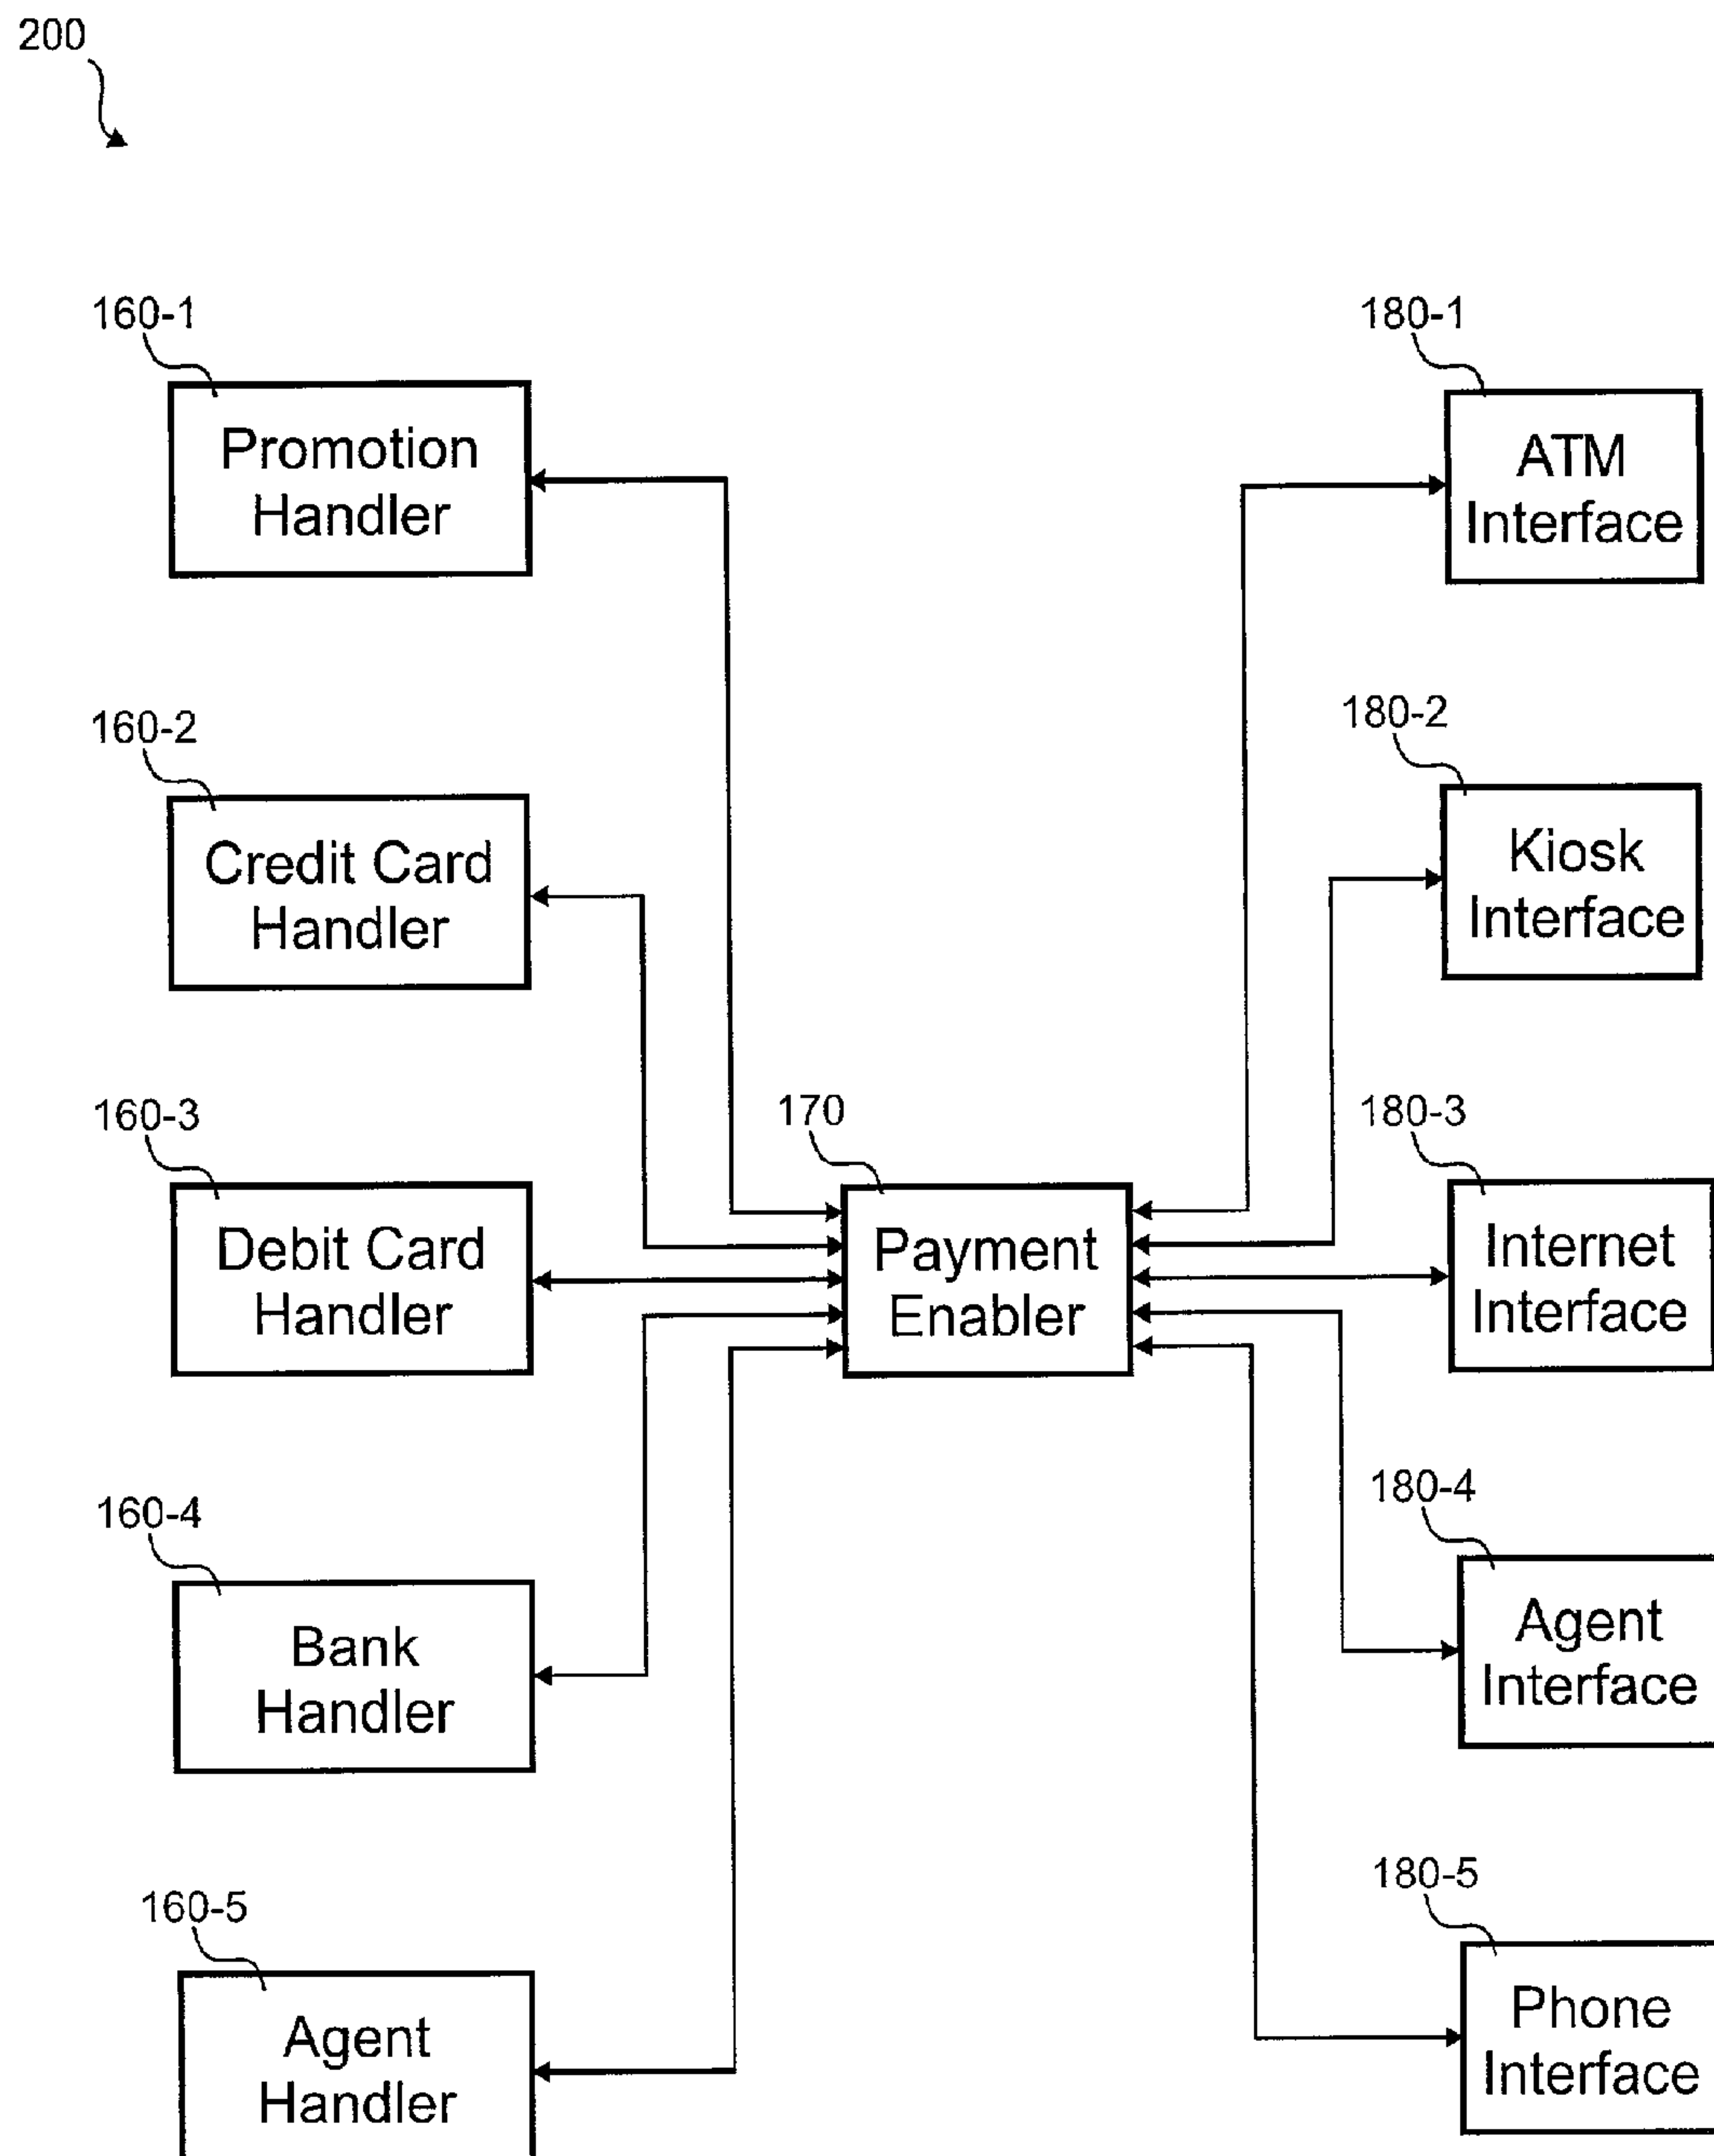 200
160-1
Promotion
Handler
180-1
ATM
Interface
160-2
Credit Card
Handler
180-2
Kiosk
Interface
160-3
Debit Card
Handler
170
Payment
Enabler
180-3
Internet
Interface
160-4
Bank
Handler
180-4
Agent
Interface
160-5
Agent
Handler
180-5
Phone
Interface